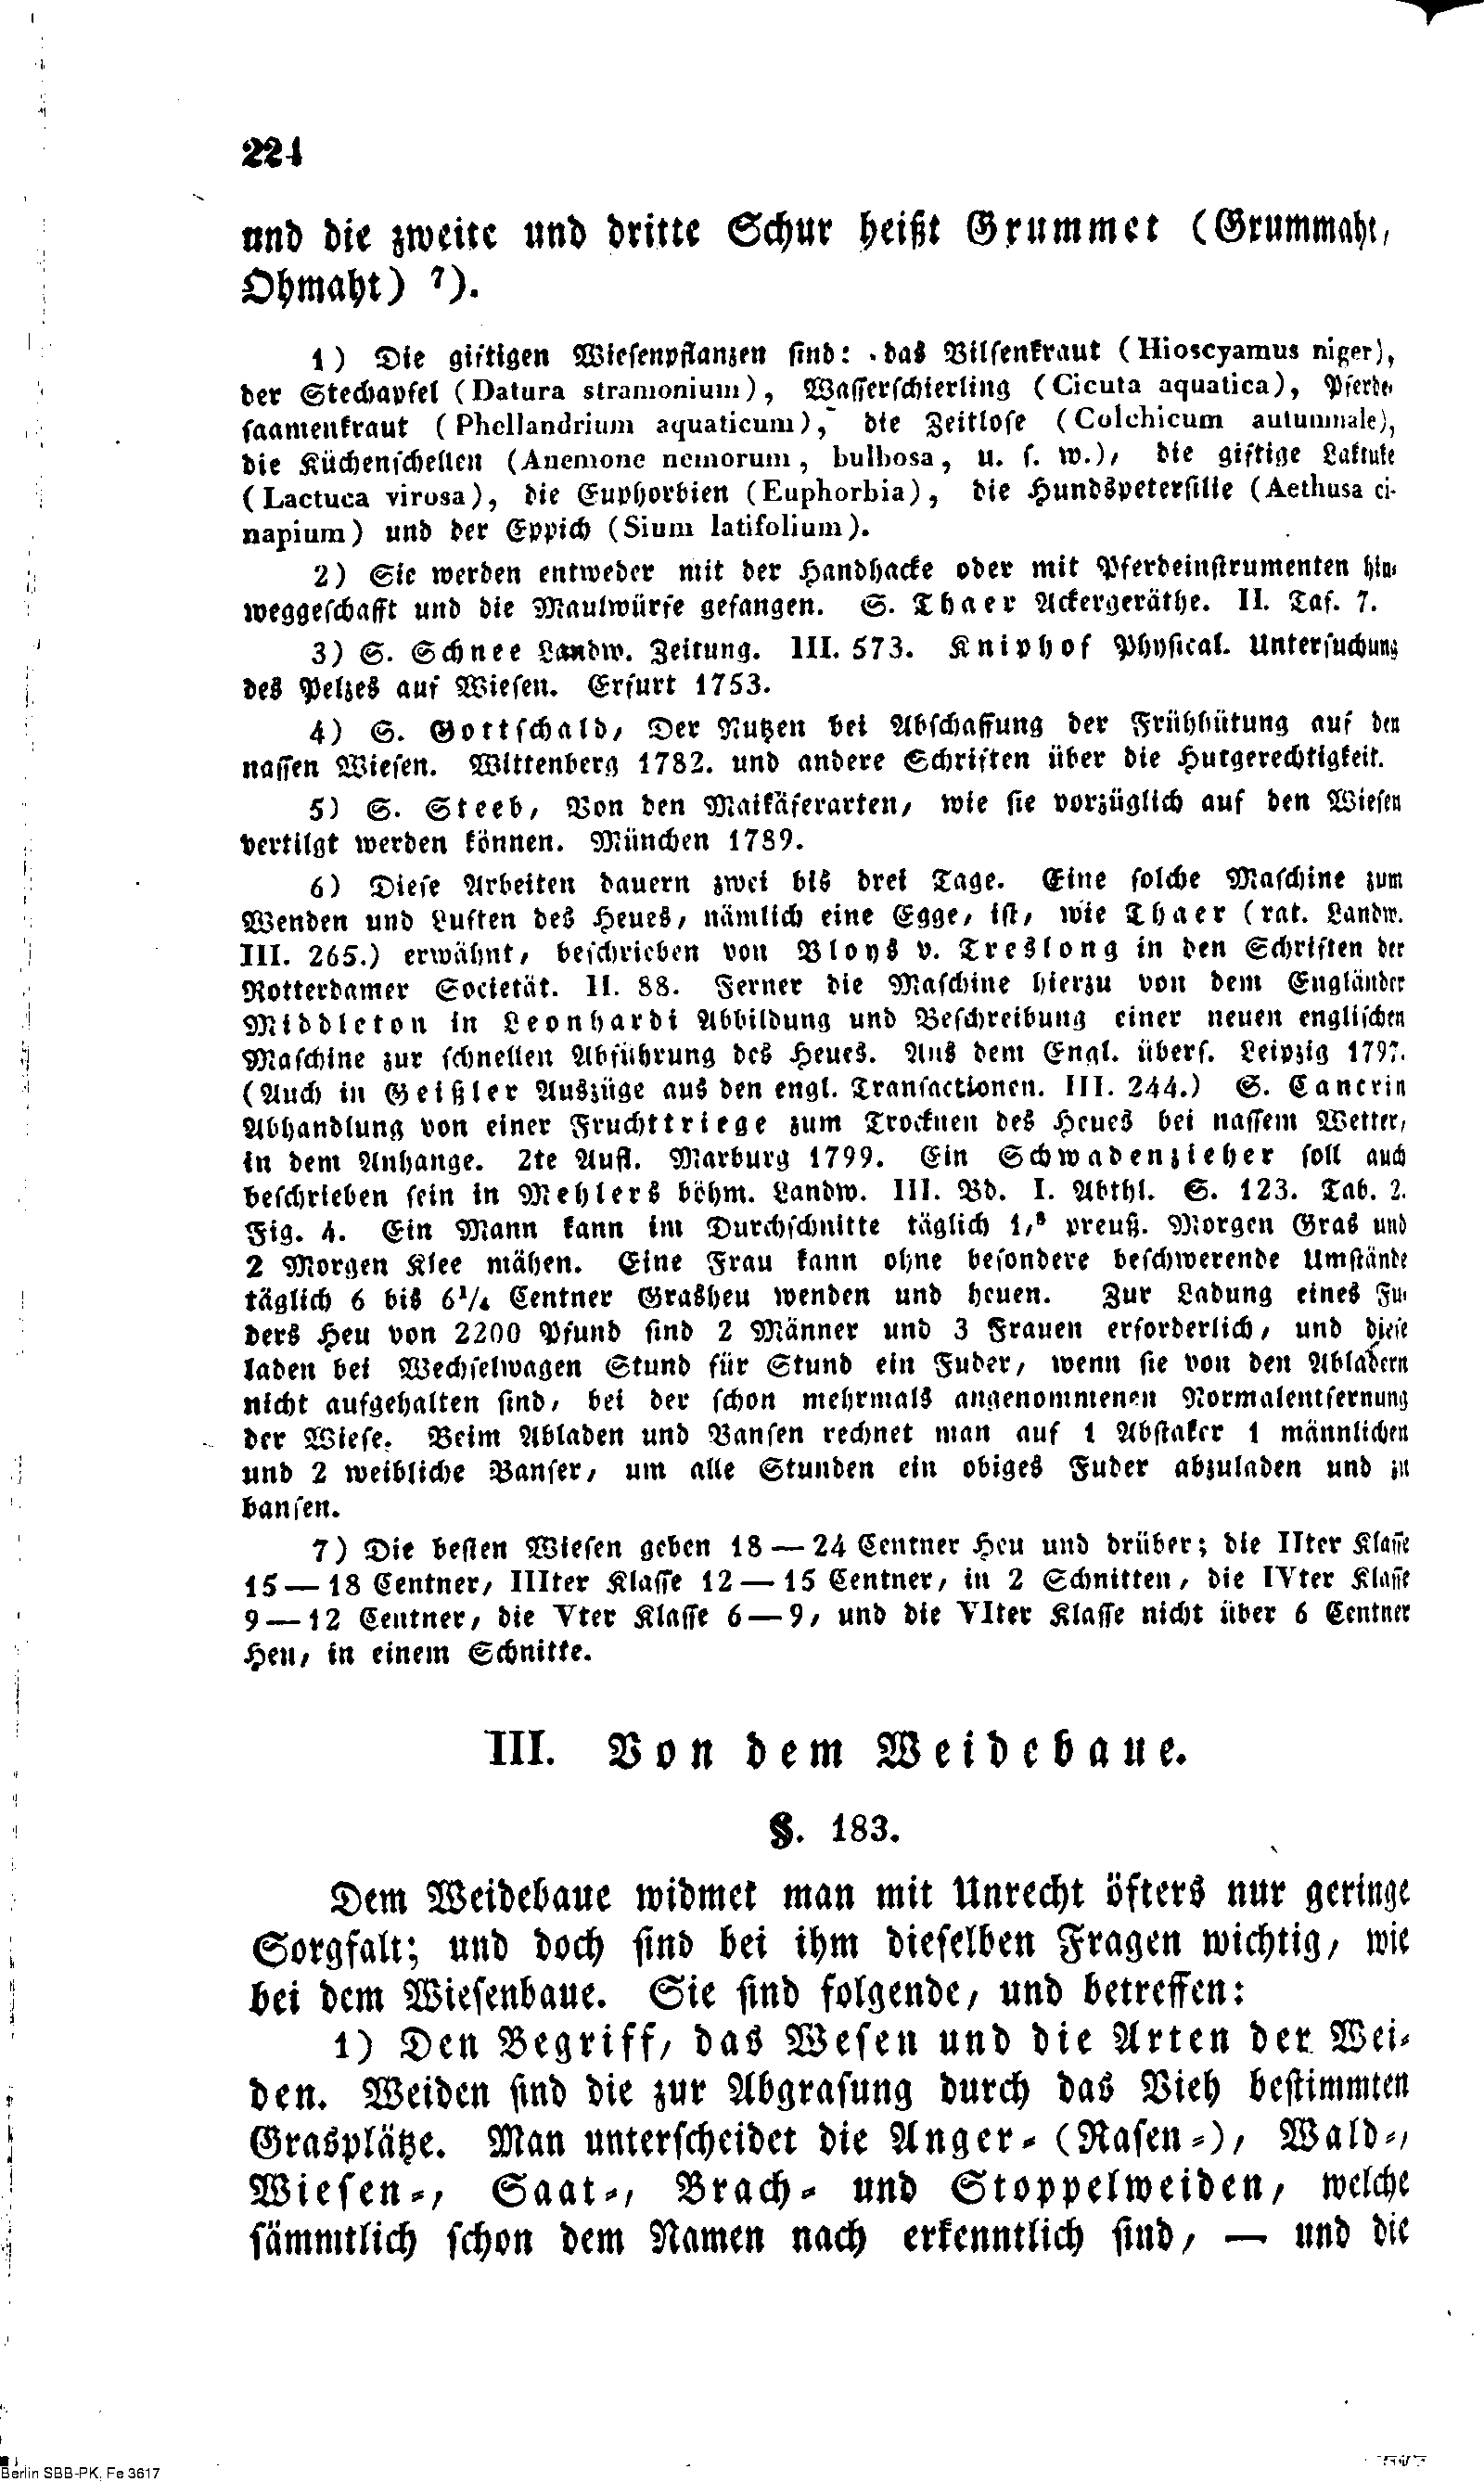 224
und die zweite und dritte Schur heißt Grummet (Grummaht,
Ohmaht) 7).
1) Die giftigen Wiesenpflanzen sind: das Bilsenkraut (Hioscyamus niger),
der Stechapfel (Datura stramonium), Wasserschierling (Cicuta aquatica), Pferde-
saamenkraut (Phellandrium aquaticum), die Zeitlose (Colchicum autumnale),
die Küchenschellen (Anemone nemorum, bulbosa, u. s. w.), die giftige Laktuke
(Lactuca virosa), die Euphorbien (Euphorbia), die Hundspetersilie (Aethusa ci-
napium) und der Eppich (Sium latifolium).
2) Sie werden entweder mit der Handhacke oder mit Pferdeinstrumenten hin-
weggeschafft und die Maulwürfe gefangen. S. Thaer Ackergeräthe. II. Taf. 7.
3) S. Schnee Landw. Zeitung. III. 573. Kniphof Physical. Untersuchung
des Pelzes auf Wiesen. Erfurt 1753.
4) S. Gottschald, Der Nutzen bei Abschaffung der Frühhütung auf den
nassen Wiesen. Wittenberg 1782. und andere Schriften über die Hutgerechtigkeit.
5) S. Steeb, Von den Maikäferarten, wie sie vorzüglich auf den Wiesen
vertilgt werden können. München 1789.
6) Diese Arbeiten dauern zwei bis drei Tage. Eine solche Maschine zum
Wenden und Luften des Heues, nämlich eine Egge, ist, wie Thaer (rat. Landw.
III. 265.) erwähnt, beschrieben von Bloys v. Treslong in den Schriften der
Rotterdamer Societät. II. 88. Ferner die Maschine hierzu von dem Engländer
Middleton in Leonhardi Abbildung und Beschreibung einer neuen englischen
Maschine zur schnellen Abführung des Heues. Aus dem Engl. übers. Leipzig 1797.
(Auch in Geißler Auszüge aus den engl. Transactionen. III. 244.) S. Cancrin
Abhandlung von einer Fruchttriege zum Trocknen des Heues bei nassem Wetter,
in dem Anhange. 2te Aufl. Marburg 1799. Ein Schwadenzieher soll auch
beschrieben sein in Mehlers böhm. Landw. III. Bd. I. Abthl. S. 123. Tab. 2.
Fig. 4. Ein Mann kann im Durchschnitte täglich 1,8 preuß. Morgen Gras und
2 Morgen Klee mähen. Eine Frau kann ohne besondere beschwerende Umstände
täglich 6 bis 6¼ Centner Grasheu wenden und heuen. Zur Ladung eines Fu-
ders Heu von 2200 Pfund sind 2 Männer und 3 Frauen erforderlich, und diese
laden bei Wechselwagen Stund für Stund ein Fuder, wenn sie von den Abladern
nicht aufgehalten sind, bei der schon mehrmals angenommenen Normalentfernung
der Wiese. Beim Abladen und Bansen rechnet man auf 1 Abstaker 1 männlichen
und 2 weibliche Banser, um alle Stunden ein obiges Fuder abzuladen und zu
bansen.
7) Die besten Wiesen geben 18 — 24 Centner Heu und drüber; die IIter Klasse
15 — 18 Centner, IIIter Klasse 12 — 15 Centner, in 2 Schnitten, die IVter Klasse
9 — 12 Centner, die Vter Klasse 6 — 9, und die VIter Klasse nicht über 6 Centner
Heu, in einem Schnitte.
III. Von dem Weidebaue.
§. 183.
Dem Weidebaue widmet man mit Unrecht öfters nur geringe
Sorgfalt; und doch sind bei ihm dieselben Fragen wichtig, wie
bei dem Wiesenbaue. Sie sind folgende, und betreffen:
1) Den Begriff, das Wesen und die Arten der Wei-
den. Weiden sind die zur Abgrasung durch das Vieh bestimmten
Grasplätze. Man unterscheidet die Anger- (Rasen-), Wald-,
Wiesen-, Saat-, Brach- und Stoppelweiden, welche
sämmtlich schon dem Namen nach erkenntlich sind, — und die
Berlin SBB-PK, Fe 3617